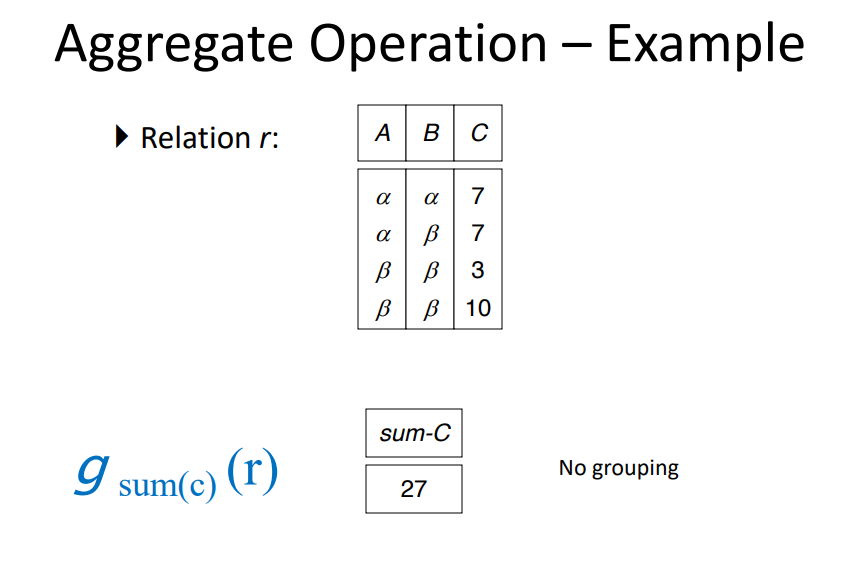 Aggregate Operation – Example
Relation r:
A B C
α α 7
α β 7
β β 3
β β 10
g sum(c) (r)
sum-C
27
No grouping